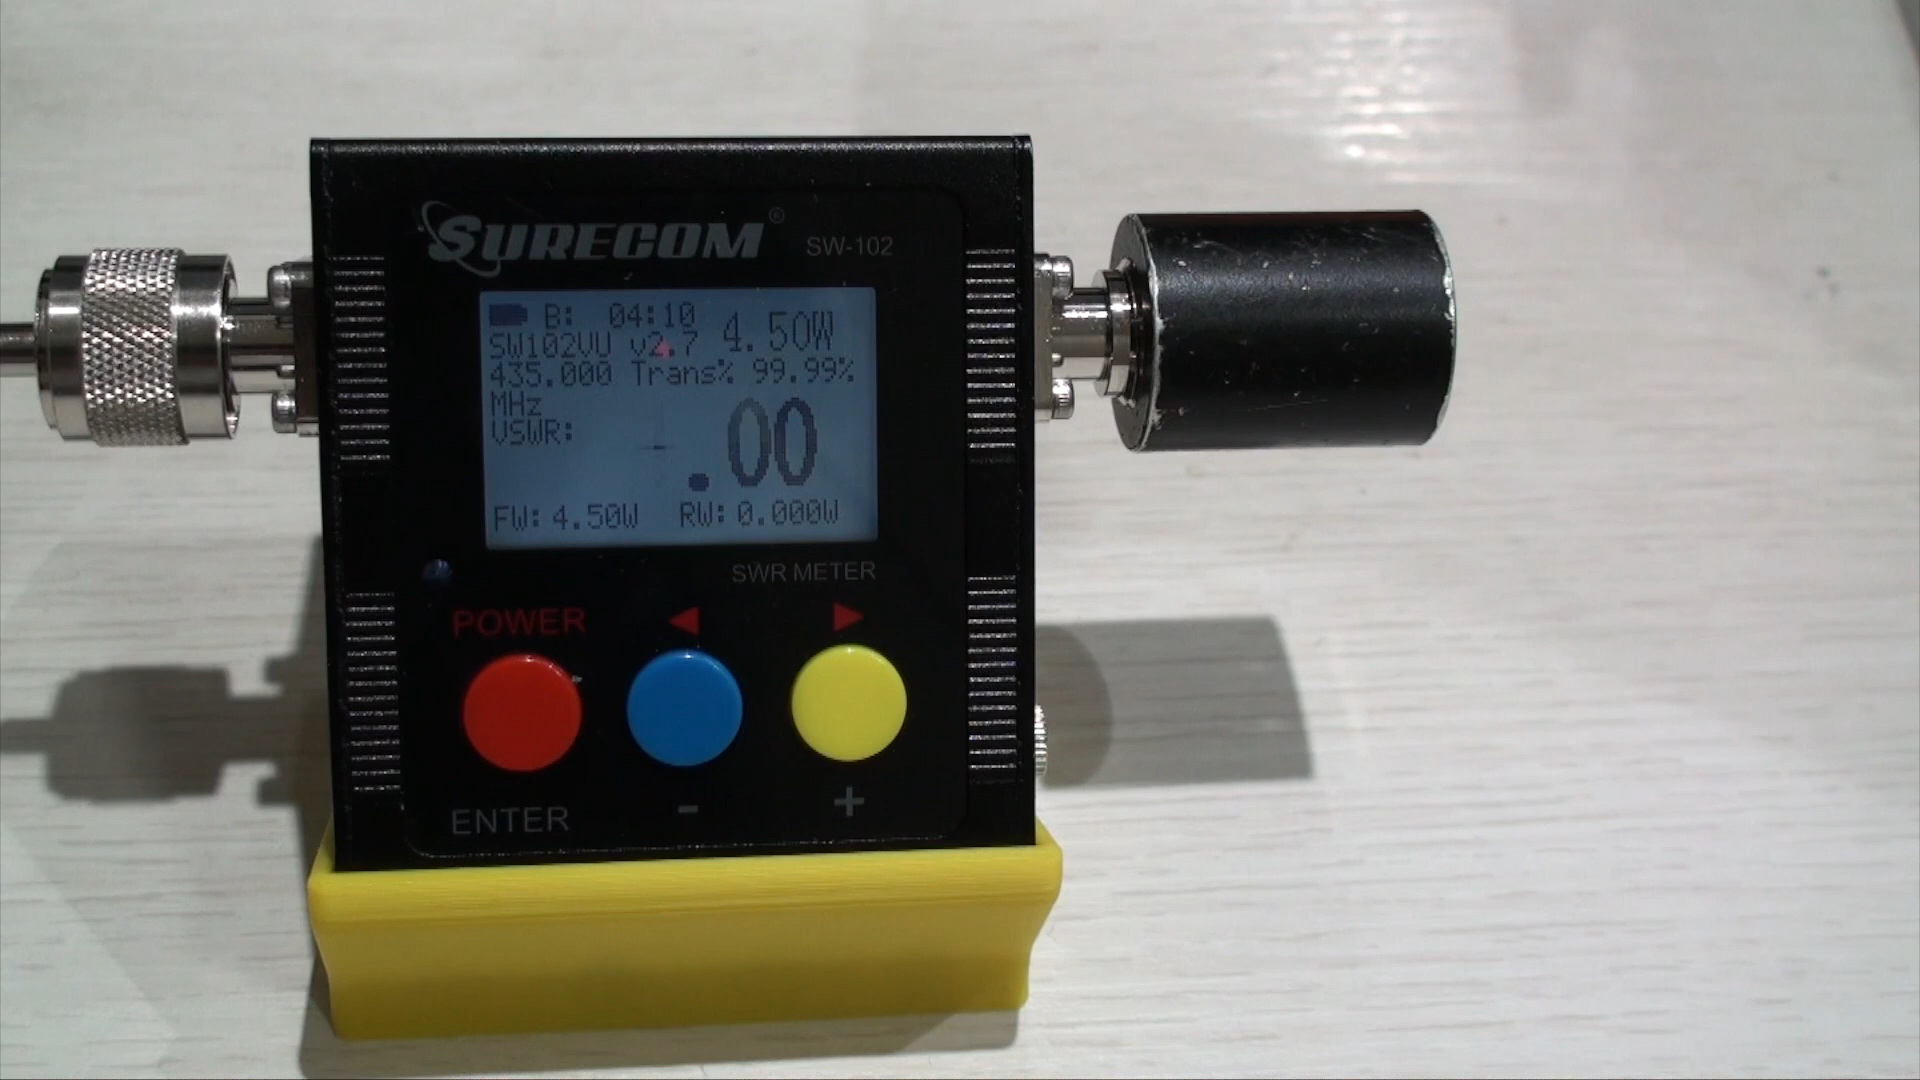 SURECOM ® SW-102
B: 04:10 4.50W
SW102VU v2.7
435.000 Trans% 99.99%
MHz
VSWR: .00
FW: 4.50W RW: 0.000W
SWR METER
POWER ◀ ▶
ENTER - +